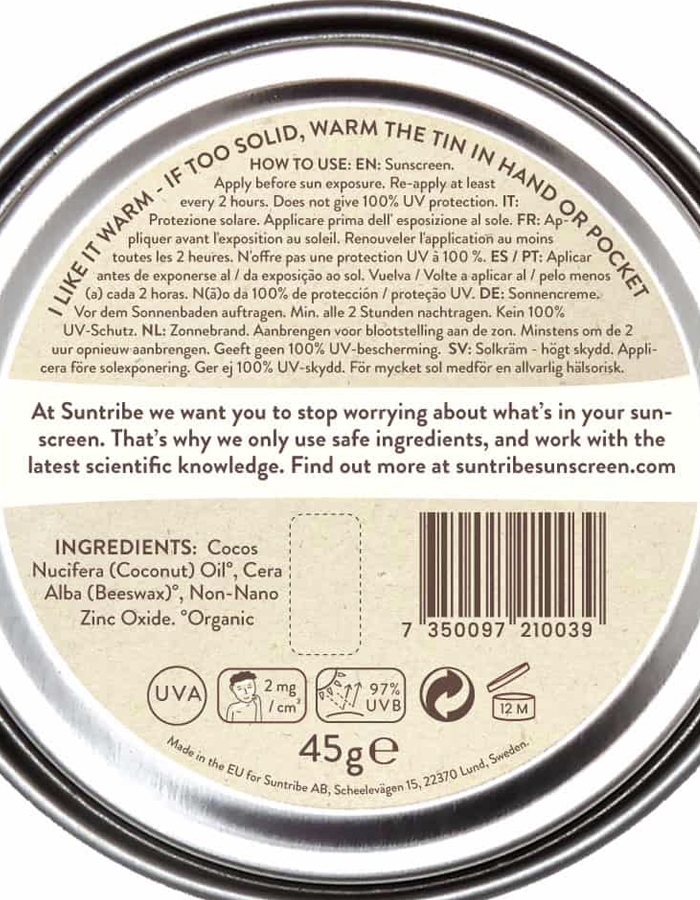 I LIKE IT WARM - IF TOO SOLID, WARM THE TIN IN HAND OR POCKET
HOW TO USE: EN: Sunscreen.
Apply before sun exposure. Re-apply at least
every 2 hours. Does not give 100% UV protection. IT:
Protezione solare. Applicare prima dell' esposizione al sole. FR: Ap-
pliquer avant l'exposition au soleil. Renouveler l'application au moins
toutes les 2 heures. N'offre pas une protection UV à 100 %. ES / PT: Aplicar
antes de exponerse al / da exposição ao sol. Vuelva / Volte a aplicar al / pelo menos
(a) cada 2 horas. N(ã)o da 100% de protección / proteção UV. DE: Sonnencreme.
Vor dem Sonnenbaden auftragen. Min. alle 2 Stunden nachtragen. Kein 100%
UV-Schutz. NL: Zonnebrand. Aanbrengen voor blootstelling aan de zon. Minstens om de 2
uur opnieuw aanbrengen. Geeft geen 100% UV-bescherming. SV: Solkräm - högt skydd. Appli-
cera före solexponering. Ger ej 100% UV-skydd. För mycket sol medför en allvarlig hälsorisk.
At Suntribe we want you to stop worrying about what's in your sun-
screen. That's why we only use safe ingredients, and work with the
latest scientific knowledge. Find out more at suntribesunscreen.com
INGREDIENTS: Cocos
Nucifera (Coconut) Oil°, Cera
Alba (Beeswax)°, Non-Nano
Zinc Oxide. °Organic
7 350097 210039
UVA
2 mg
/ cm²
97%
UVB
12 M
45g e
Made in the EU for Suntribe AB, Scheelevägen 15, 22370 Lund, Sweden.